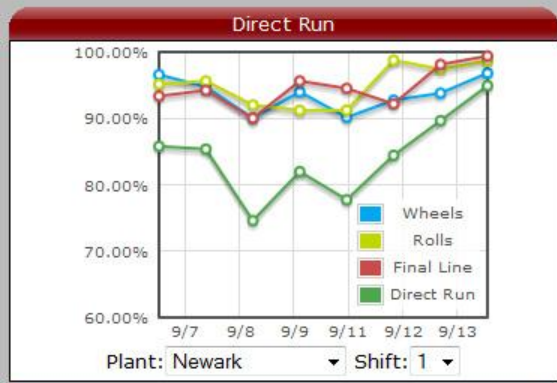 Direct Run
100.00%
90.00%
80.00%
70.00%
60.00%
Wheels
Rolls
Final Line
Direct Run
9/7 9/8 9/9 9/11 9/12 9/13
Plant: Newark Shift: 1